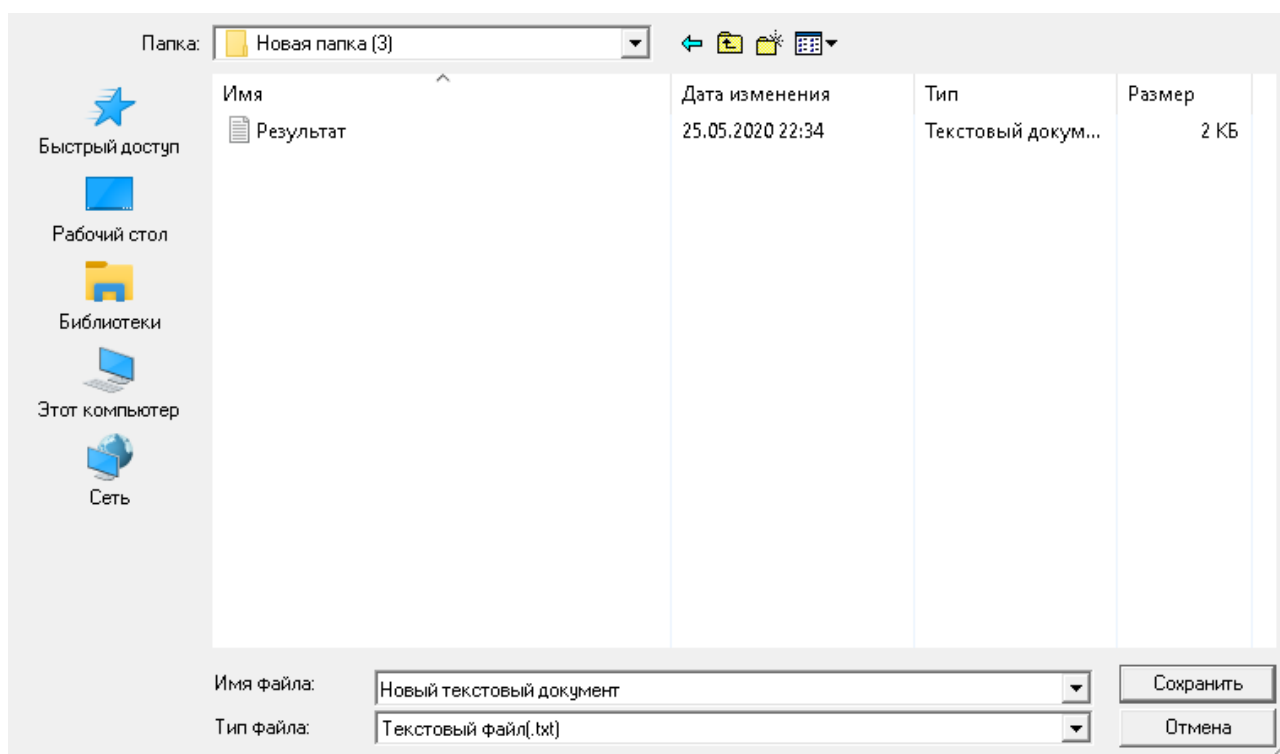 Папка: Новая папка (3)
Имя Дата изменения Тип Размер
Результат 25.05.2020 22:34 Текстовый докум... 2 КБ
Быстрый доступ
Рабочий стол
Библиотеки
Этот компьютер
Сеть
Имя файла: Новый текстовый документ Сохранить
Тип файла: Текстовый файл(.txt) Отмена